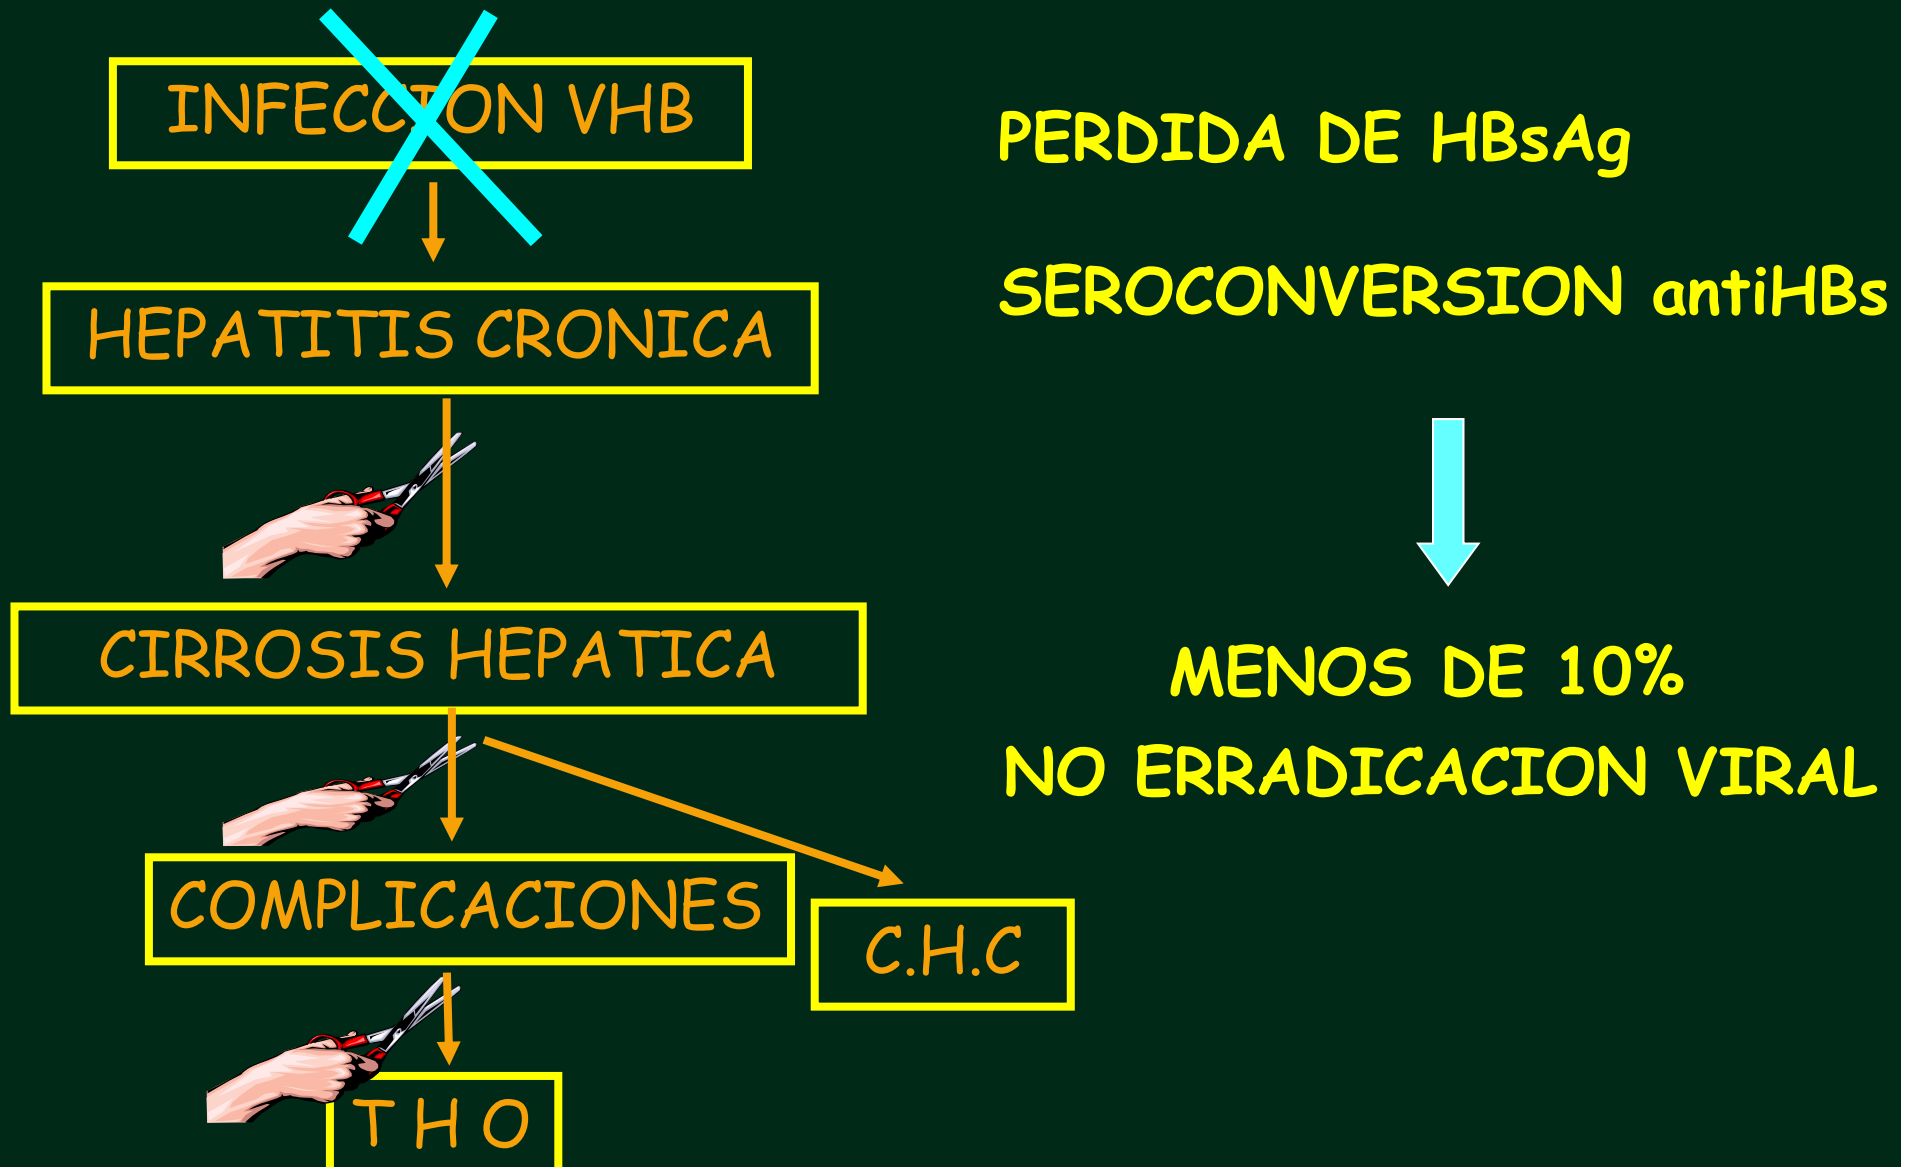 INFECCION VHB
HEPATITIS CRONICA
CIRROSIS HEPATICA
COMPLICACIONES
C.H.C
T H O
PERDIDA DE HBsAg
SEROCONVERSION antiHBs
MENOS DE 10%
NO ERRADICACION VIRAL